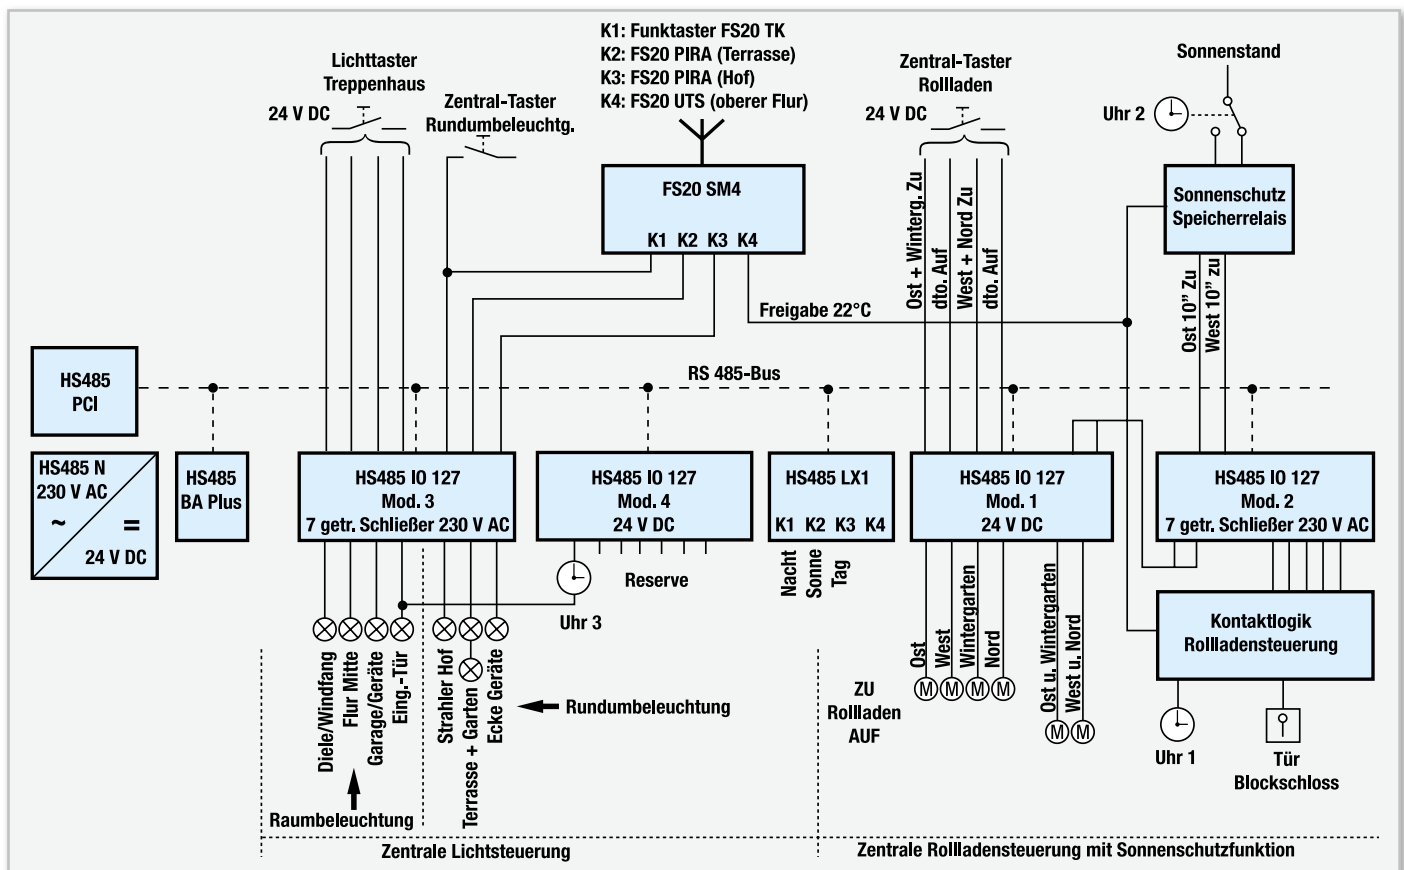 K1: Funktaster FS20 TK
K2: FS20 PIRA (Terrasse)
K3: FS20 PIRA (Hof)
K4: FS20 UTS (oberer Flur)
Lichttaster
Treppenhaus
24 V DC
Zentral-Taster
Rundumbeleuchtg.
Zentral-Taster
Rollladen
24 V DC
Sonnenstand
Uhr 2
FS20 SM4
K1 K2 K3 K4
Sonnenschutz
Speicherrelais
Ost + Winterg. Zu
dto. Auf
West + Nord Zu
dto. Auf
Ost 10" Zu
West 10" zu
Freigabe 22°C
RS 485-Bus
HS485
PCI
HS485 N
230 V AC
~ =
24 V DC
HS485
BA Plus
HS485 IO 127
Mod. 3
7 getr. Schließer 230 V AC
HS485 IO 127
Mod. 4
24 V DC
HS485 LX1
K1 K2 K3 K4
HS485 IO 127
Mod. 1
24 V DC
HS485 IO 127
Mod. 2
7 getr. Schließer 230 V AC
Nacht
Sonne
Tag
Reserve
Uhr 3
Kontaktlogik
Rollladensteuerung
Diele/Windfang
Flur Mitte
Garage/Geräte
Eing.-Tür
Strahler Hof
Terrasse + Garten
Ecke Geräte
Rundumbeleuchtung
Raumbeleuchtung
ZU
Rollladen
AUF
Ost
West
Wintergarten
Nord
Ost u. Wintergarten
West u. Nord
M M M M
M M
Uhr 1
Tür
Blockschloss
Zentrale Lichtsteuerung
Zentrale Rollladensteuerung mit Sonnenschutzfunktion